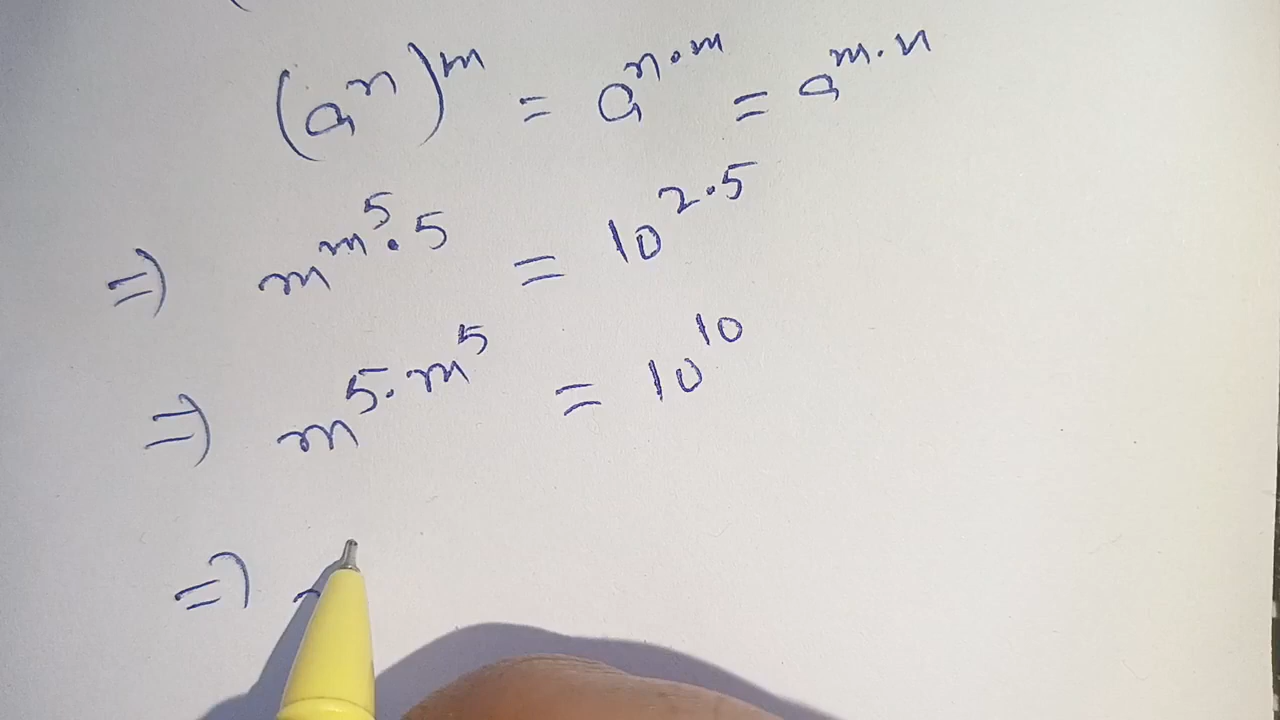 (a^n)^m = a^{n·m} = a^{m·n}
⇒ m^{m^5·5} = 10^{2·5}
⇒ m^{5·m^5} = 10^{10}
⇒